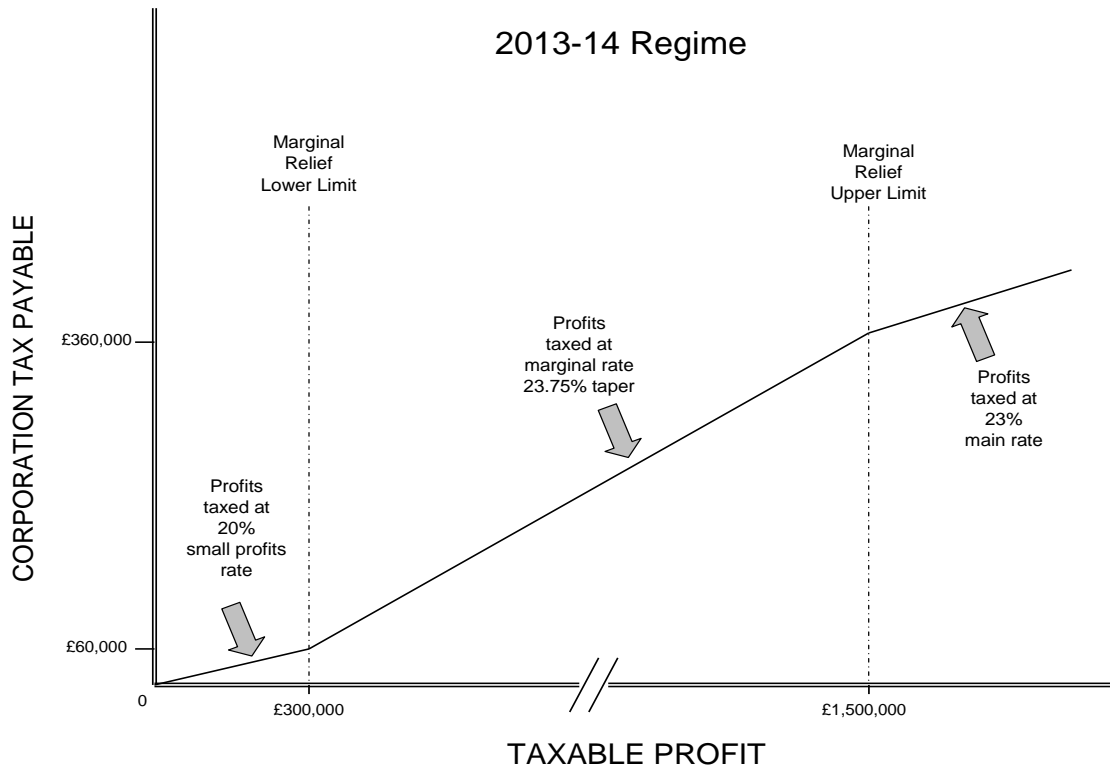 2013-14 Regime
Marginal
Relief
Lower Limit
Marginal
Relief
Upper Limit
CORPORATION TAX PAYABLE
£360,000
Profits
taxed at
marginal rate
23.75% taper
Profits
taxed at
23%
main rate
Profits
taxed at
20%
small profits
rate
£60,000
0
£300,000
£1,500,000
TAXABLE PROFIT